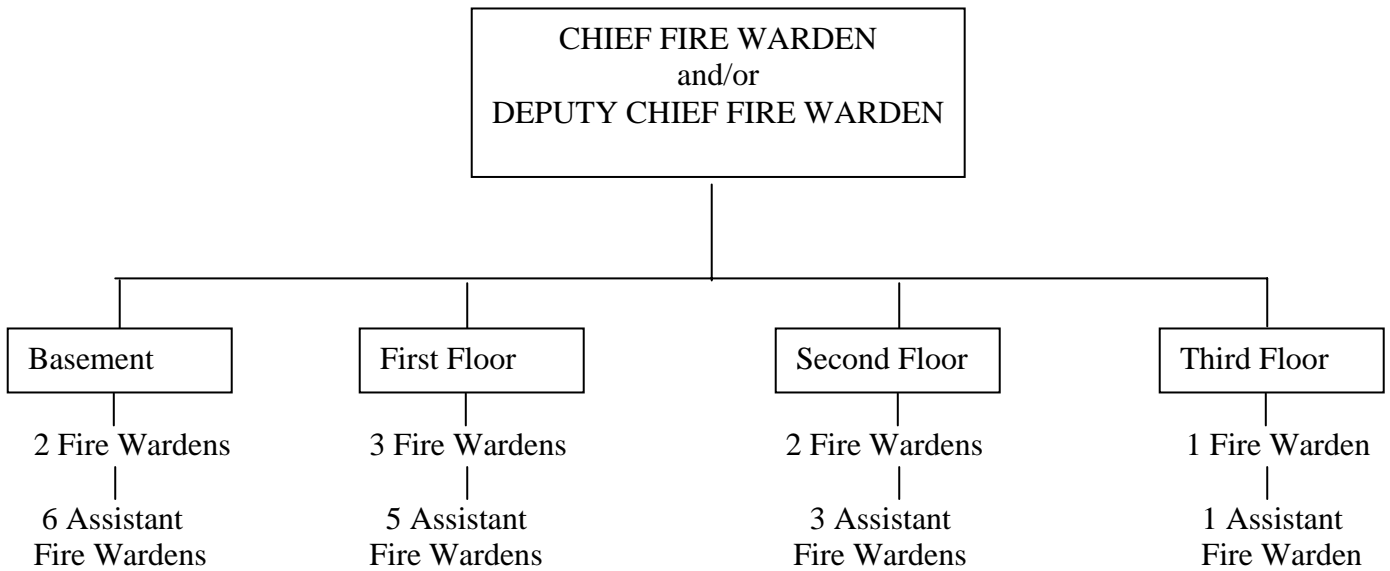 CHIEF FIRE WARDEN
and/or
DEPUTY CHIEF FIRE WARDEN
Basement
First Floor
Second Floor
Third Floor
2 Fire Wardens
3 Fire Wardens
2 Fire Wardens
1 Fire Warden
6 Assistant
Fire Wardens
5 Assistant
Fire Wardens
3 Assistant
Fire Wardens
1 Assistant
Fire Warden